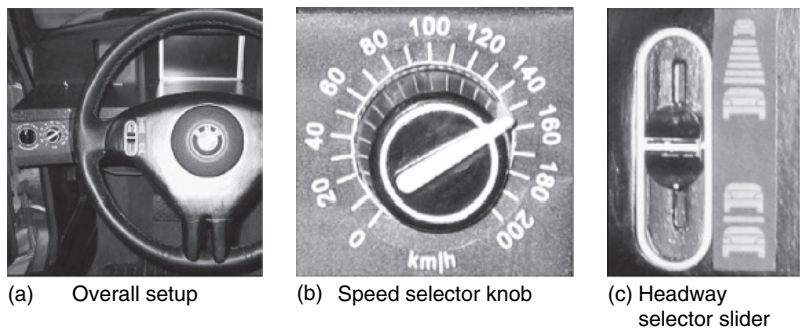 0
20
40
60
80
100
120
140
160
180
200
km/h
(a) Overall setup
(b) Speed selector knob
(c) Headway
selector slider